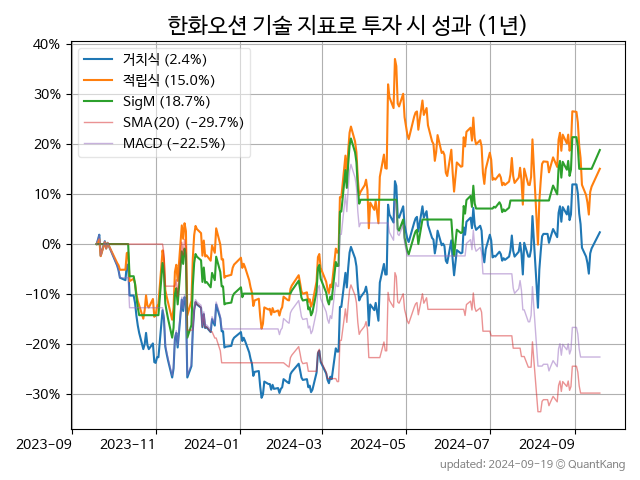 한화오션 기술 지표로 투자 시 성과 (1년)
40%
30%
20%
10%
0%
−10%
−20%
−30%
거치식 (2.4%)
적립식 (15.0%)
SigM (18.7%)
SMA(20) (−29.7%)
MACD (−22.5%)
2023-09 2023-11 2024-01 2024-03 2024-05 2024-07 2024-09
updated: 2024-09-19 © QuantKang